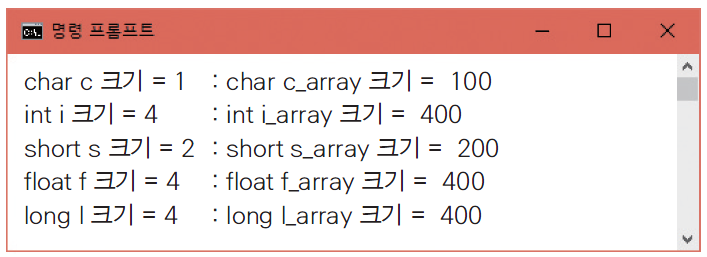 명령 프롬프트
char c 크기 = 1 : char c_array 크기 = 100
int i 크기 = 4 : int i_array 크기 = 400
short s 크기 = 2 : short s_array 크기 = 200
float f 크기 = 4 : float f_array 크기 = 400
long l 크기 = 4 : long l_array 크기 = 400